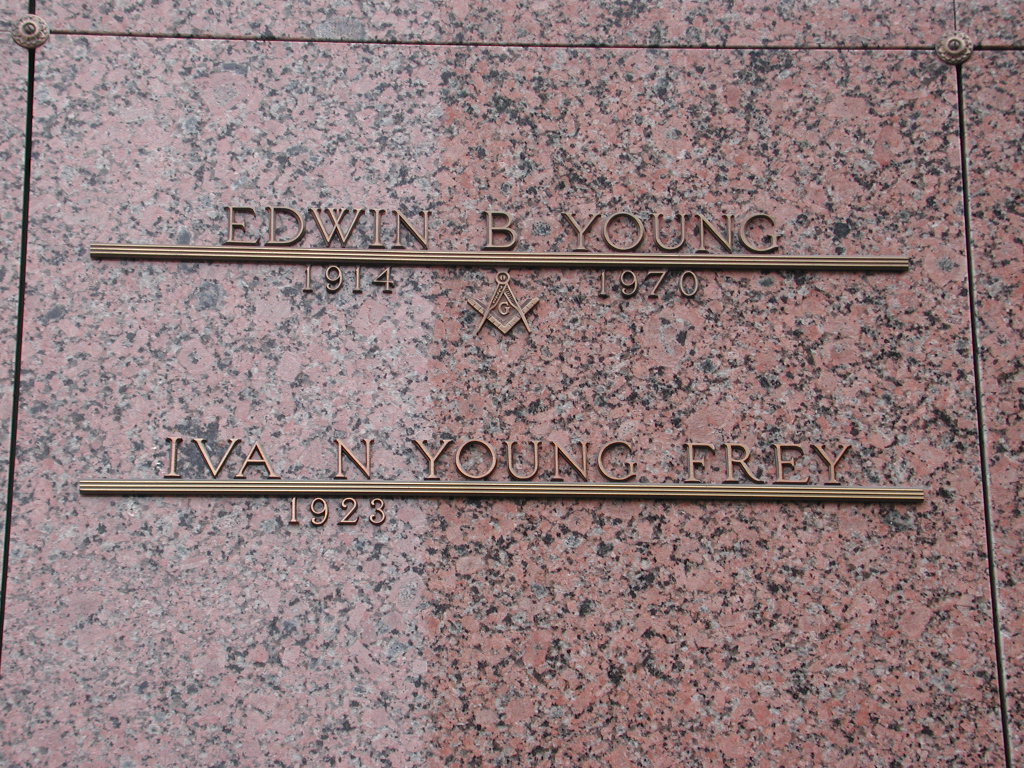 EDWIN B YOUNG
1914 1970
G
IVA N YOUNG FREY
1923